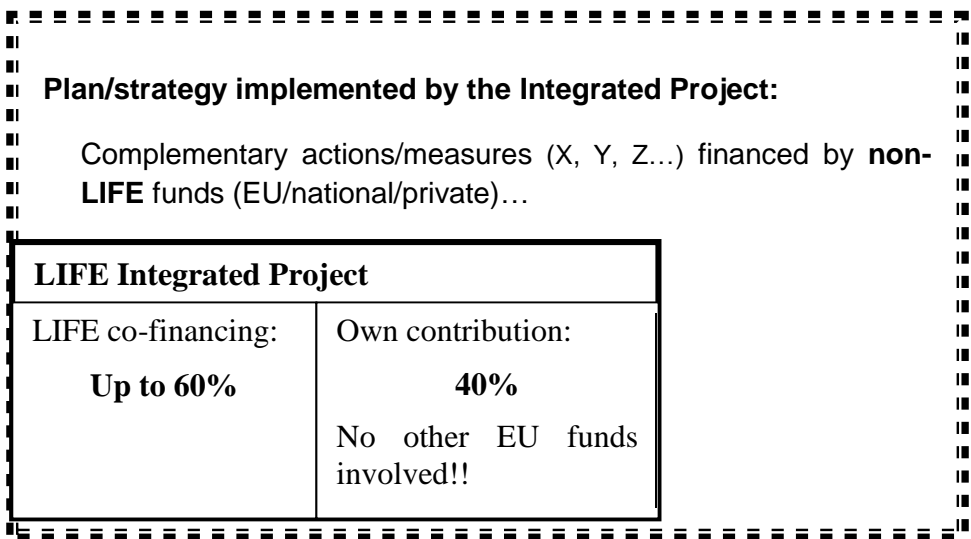 Plan/strategy implemented by the Integrated Project:
Complementary actions/measures (X, Y, Z…) financed by non-
LIFE funds (EU/national/private)…
LIFE Integrated Project
LIFE co-financing:
Up to 60%
Own contribution:
40%
No other EU funds
involved!!